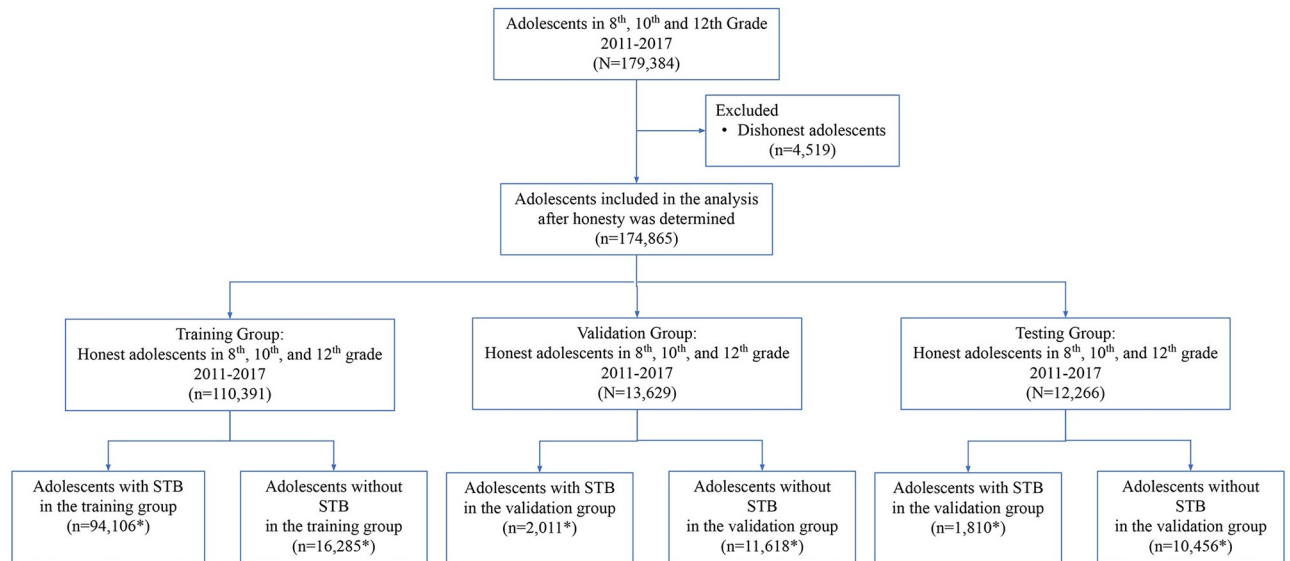 Adolescents in 8th, 10th and 12th Grade
2011-2017
(N=179,384)
Excluded
• Dishonest adolescents
(n=4,519)
Adolescents included in the analysis
after honesty was determined
(n=174,865)
Training Group:
Honest adolescents in 8th, 10th, and 12th grade
2011-2017
(n=110,391)
Validation Group:
Honest adolescents in 8th, 10th, and 12th grade
2011-2017
(N=13,629)
Testing Group:
Honest adolescents in 8th, 10th, and 12th grade
2011-2017
(N=12,266)
Adolescents with STB
in the training group
(n=94,106*)
Adolescents without
STB
in the training group
(n=16,285*)
Adolescents with STB
in the validation group
(n=2,011*)
Adolescents without
STB
in the validation group
(n=11,618*)
Adolescents with STB
in the validation group
(n=1,810*)
Adolescents without
STB
in the validation group
(n=10,456*)